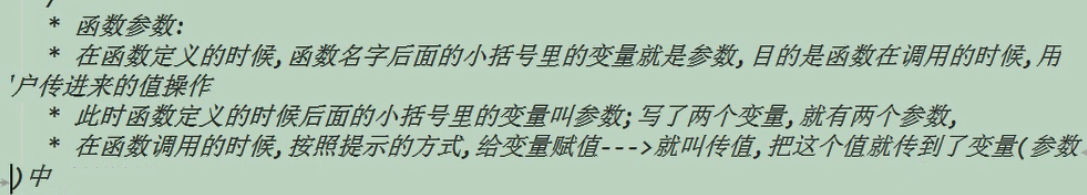 * 函数参数:
* 在函数定义的时候,函数名字后面的小括号里的变量就是参数,目的是函数在调用的时候,用
户传进来的值操作
* 此时函数定义的时候后面的小括号里的变量叫参数;写了两个变量,就有两个参数,
* 在函数调用的时候,按照提示的方式,给变量赋值--->就叫传值,把这个值就传到了变量(参数
)中